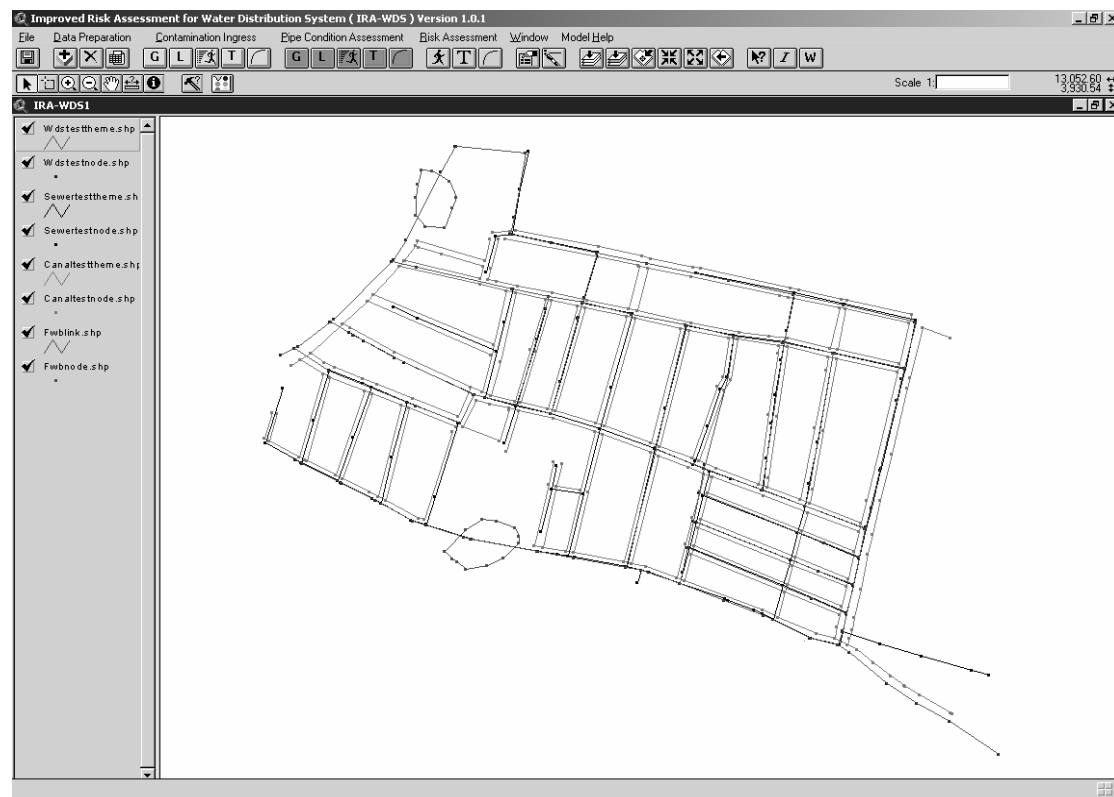 Improved Risk Assessment for Water Distribution System ( IRA-WDS ) Version 1.0.1
File Data Preparation Contamination Ingress Pipe Condition Assessment Risk Assessment Window Model Help
G L T G L T T I W
Scale 1: 13,052.60
3,930.54
IRA-WDS1
Wdstesttheme.shp
Wdstestnode.shp
Sewertesttheme.sh
Sewertestnode.shp
Canaltesttheme.shp
Canaltestnode.shp
Fwblink.shp
Fwbnode.shp